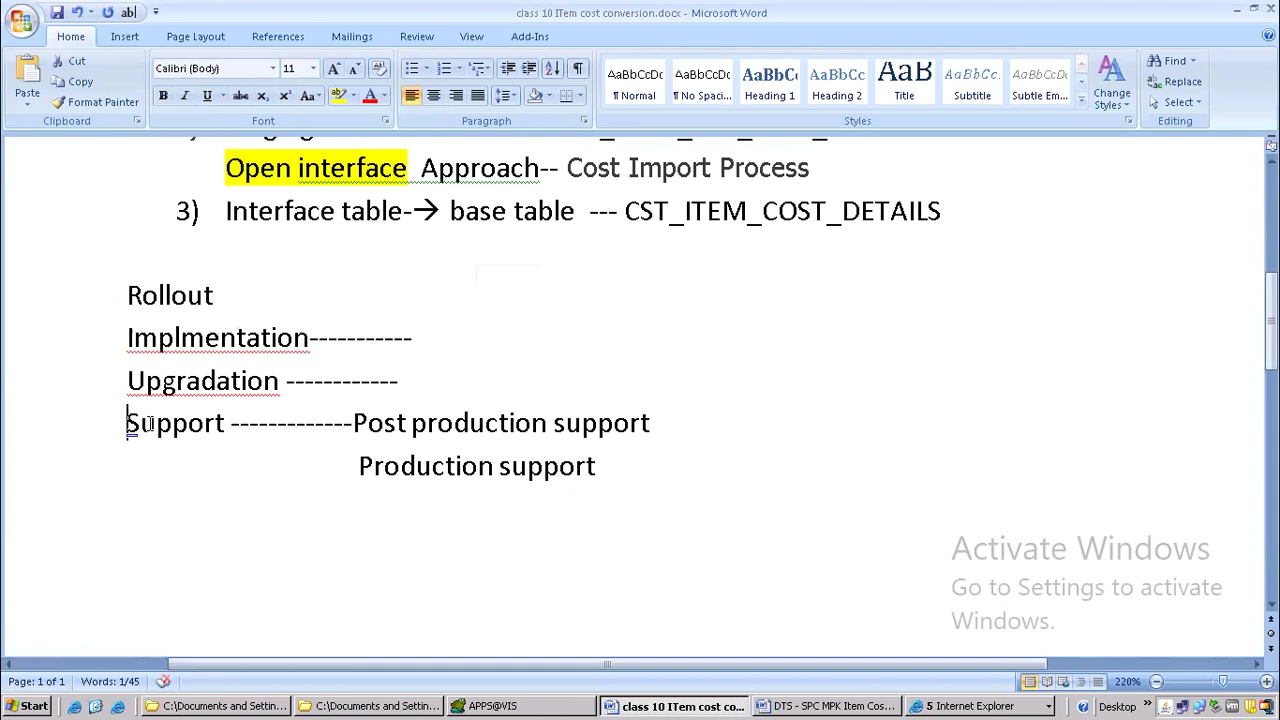 class 10 ITem cost conversion.docx - Microsoft Word
Home Insert Page Layout References Mailings Review View Add-Ins
Paste Cut Copy Format Painter Clipboard
Calibri (Body) 11 Font
Paragraph
AaBbCcDc ¶ Normal AaBbCcDc ¶ No Spaci... AaBbCc Heading 1 AaBbCc Heading 2 AaB Title AaBbCc. Subtitle AaBbCcDc Subtle Em... Change Styles Styles
Find Replace Select Editing
Open interface Approach-- Cost Import Process
3) Interface table-→ base table --- CST_ITEM_COST_DETAILS
Rollout
Implmentation-----------
Upgradation ------------
Support -------------Post production support
Production support
Activate Windows
Go to Settings to activate
Windows.
Page: 1 of 1 Words: 1/45 220%
Start C:\Documents and Settin... C:\Documents and Settin... APPS@VIS class 10 ITem cost co... DTS - SPC MPK Item Cos... 5 Internet Explorer Desktop